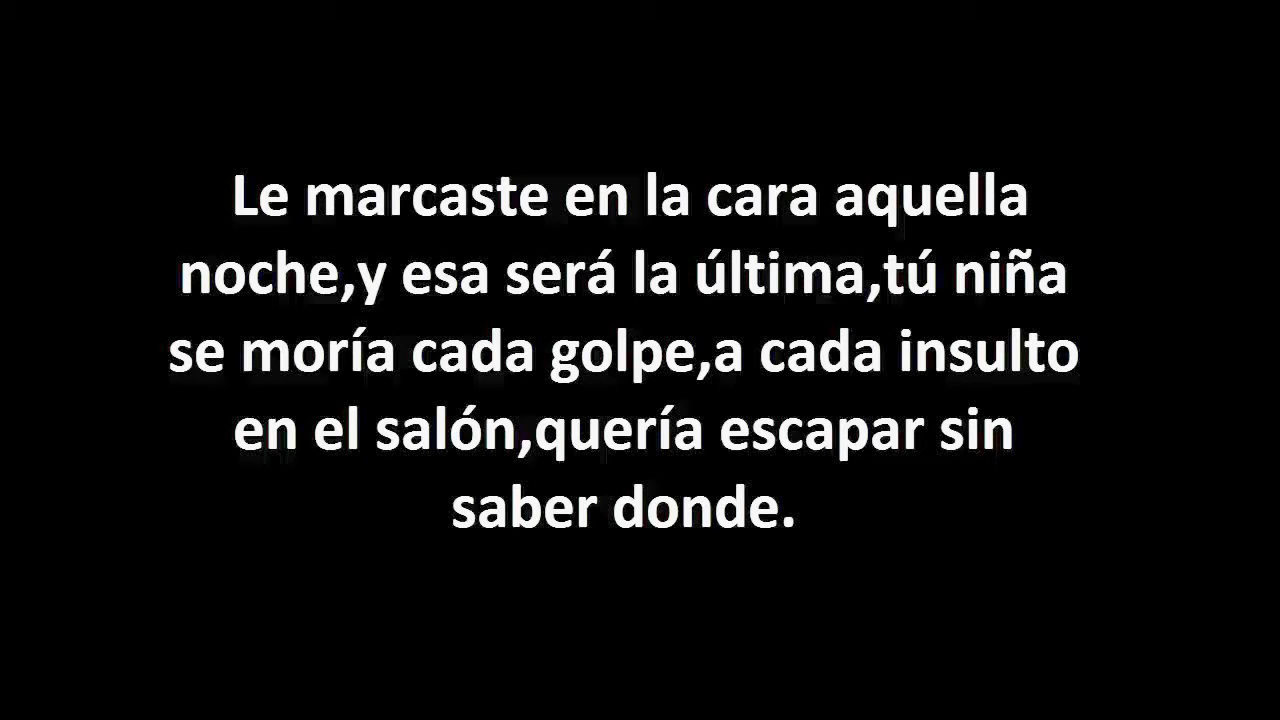 Le marcaste en la cara aquella
noche,y esa será la última,tú niña
se moría cada golpe,a cada insulto
en el salón,quería escapar sin
saber donde.